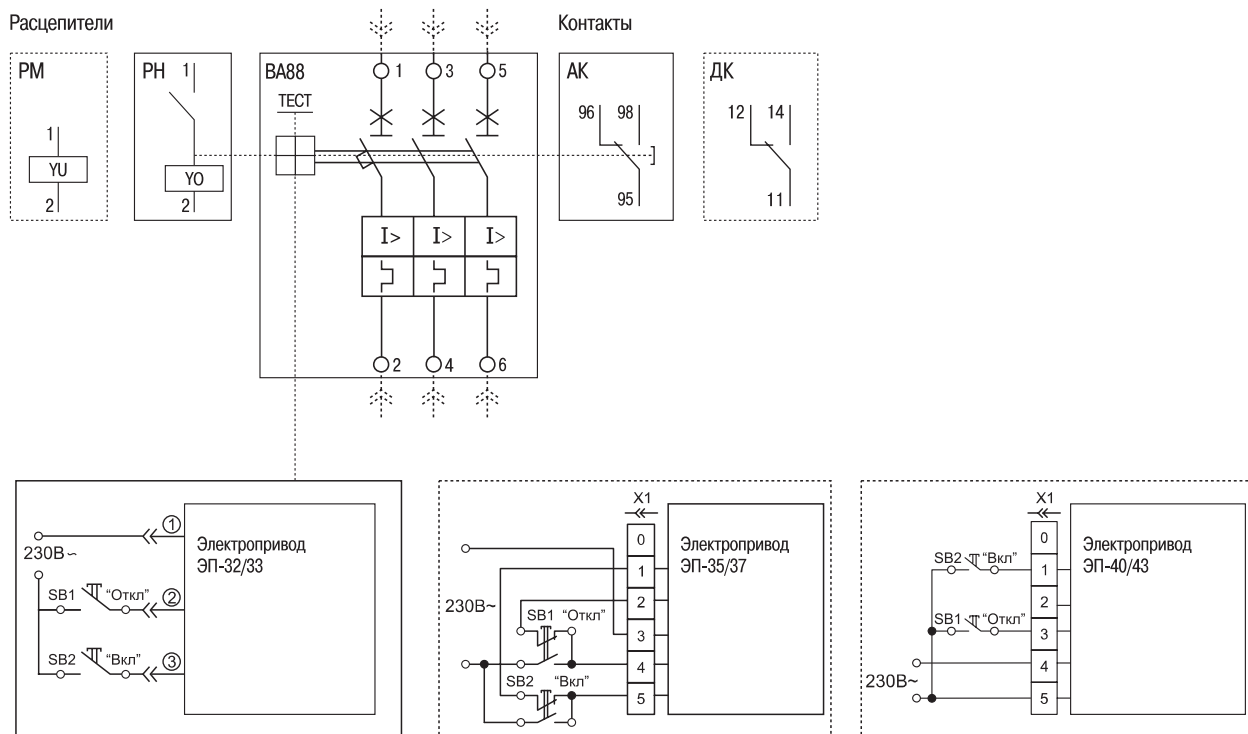 Расцепители
Контакты
РМ
1
YU
2
РН
1
YO
2
ВА88
ТЕСТ
1 3 5
I> I> I>
2 4 6
АК
96 98
95
ДК
12 14
11
1
230В~
SB1 "Откл" 2
SB2 "Вкл" 3
Электропривод
ЭП-32/33
X1
0
1
2
3
4
5
230В~
SB1 "Откл"
SB2 "Вкл"
Электропривод
ЭП-35/37
X1
0
1
2
3
4
5
SB2 "Вкл"
SB1 "Откл"
230В~
Электропривод
ЭП-40/43